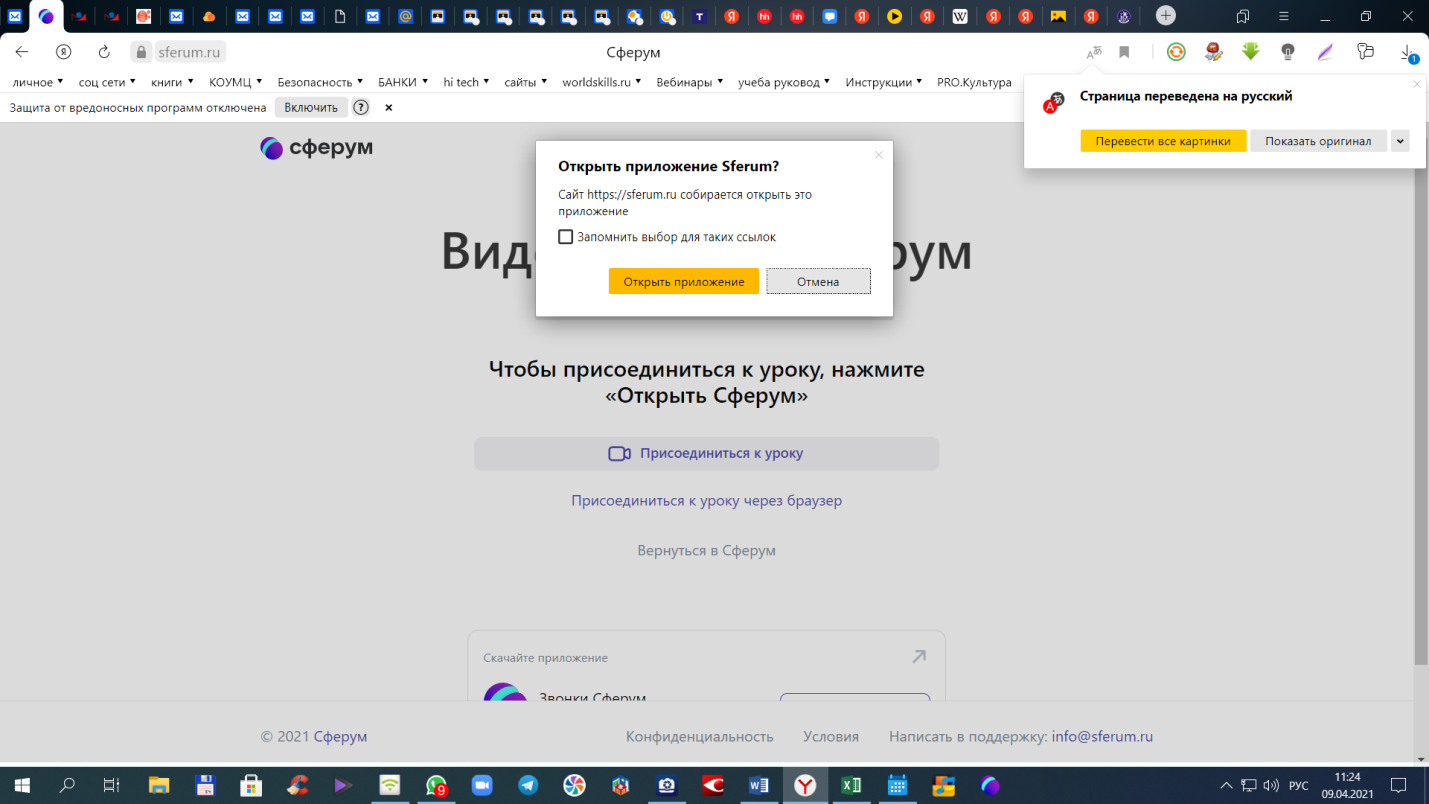 sferum.ru
Сферум
личное
соц сети
книги
КОУМЦ
Безопасность
БАНКИ
hi tech
сайты
worldskills.ru
Вебинары
учеба руковод
Инструкции
PRO.Культура
Защита от вредоносных программ отключена
Включить
?
Страница переведена на русский
Перевести все картинки
Показать оригинал
сферум
Открыть приложение Sferum?
Сайт https://sferum.ru собирается открыть это
приложение
Запомнить выбор для таких ссылок
Открыть приложение
Отмена
Чтобы присоединиться к уроку, нажмите
«Открыть Сферум»
Присоединиться к уроку
Присоединиться к уроку через браузер
Вернуться в Сферум
Скачайте приложение
Звонки Сферум
© 2021 Сферум
Конфиденциальность
Условия
Написать в поддержку: info@sferum.ru
9
РУС
11:24
09.04.2021